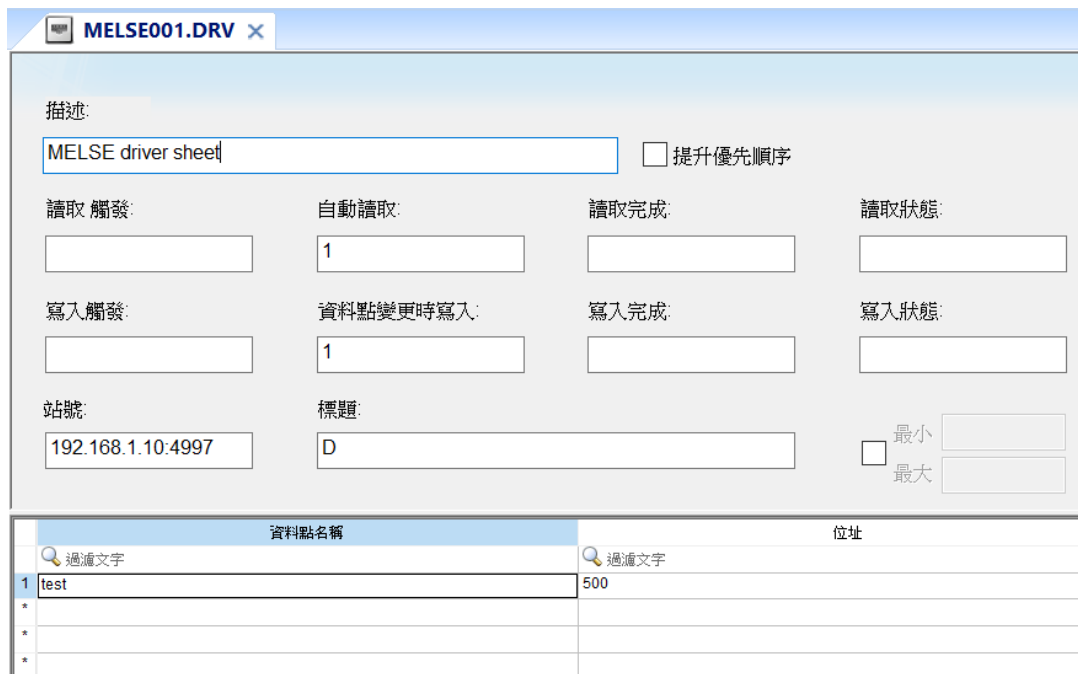 MELSE001.DRV
描述:
MELSE driver sheet
提升優先順序
讀取 觸發: 自動讀取: 讀取完成: 讀取狀態:
1
寫入觸發: 資料點變更時寫入: 寫入完成: 寫入狀態:
1
站號: 標題:
192.168.1.10:4997 D
最小
最大
資料點名稱 位址
過濾文字 過濾文字
1 test 500
*
*
*